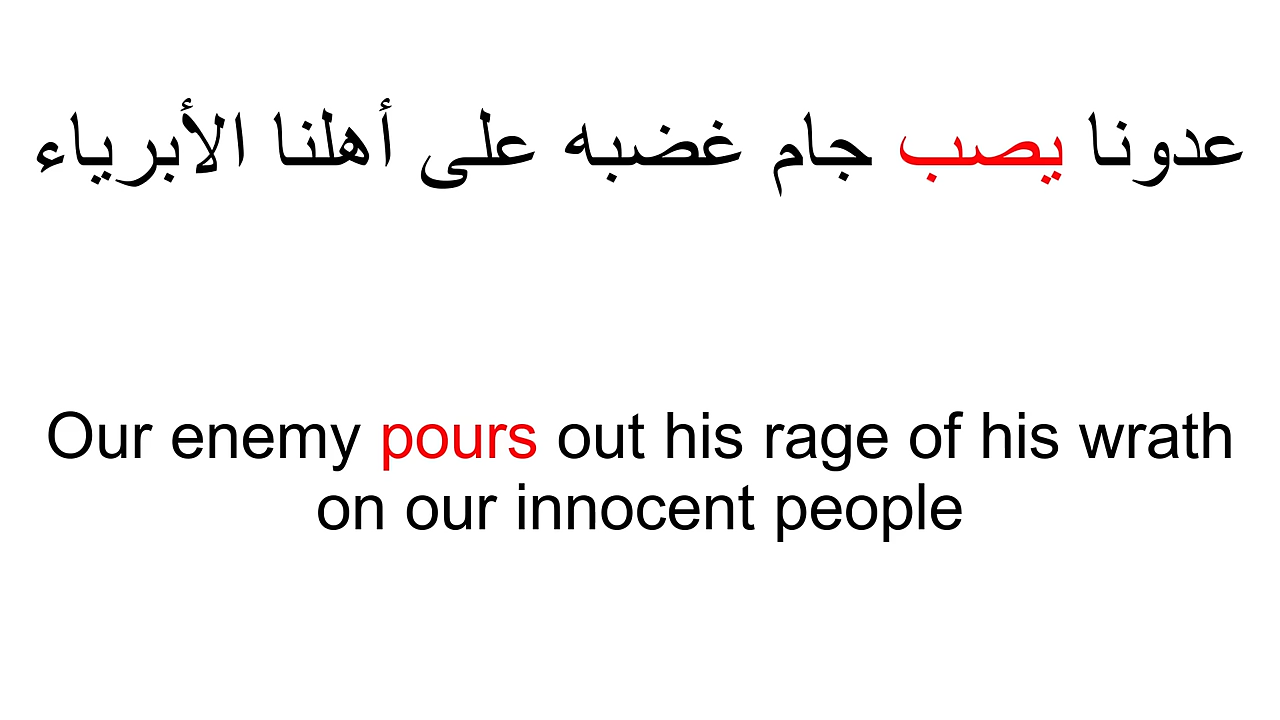 عدونا يصب جام غضبه على أهلنا الأبرياء
Our enemy pours out his rage of his wrath
on our innocent people